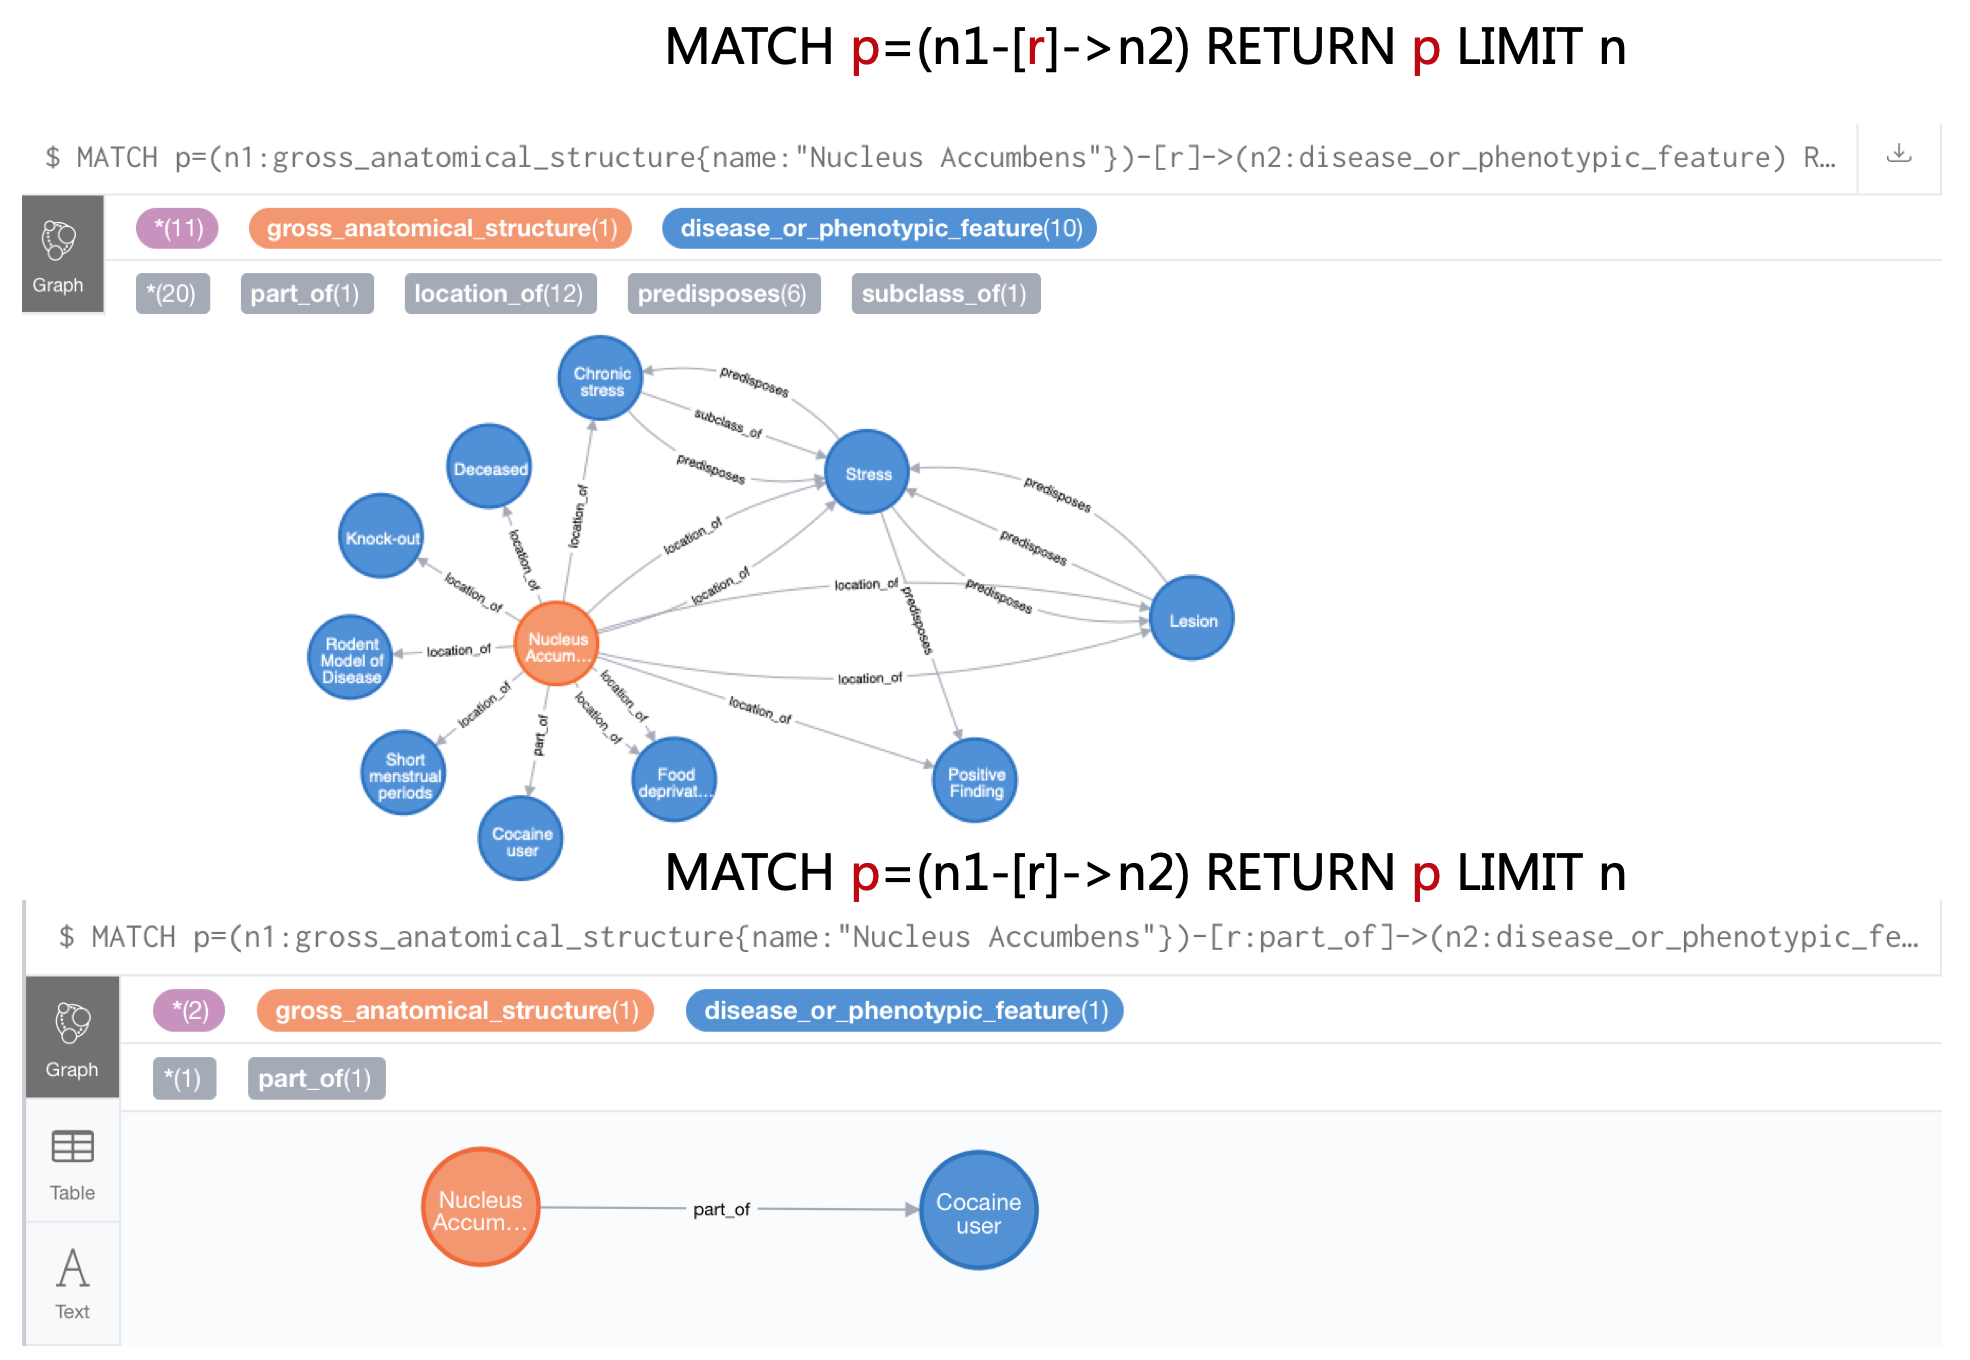 MATCH p=(n1-[r]->n2) RETURN p LIMIT n
$ MATCH p=(n1:gross_anatomical_structure{name:"Nucleus Accumbens"})-[r]->(n2:disease_or_phenotypic_feature) R…
*(11) gross_anatomical_structure(1) disease_or_phenotypic_feature(10)
Graph
*(20) part_of(1) location_of(12) predisposes(6) subclass_of(1)
Chronic
stress
predisposes
subclass_of
predisposes
Deceased
Stress
predisposes
location_of
location_of
predisposes
Knock-out
location_of
location_of
location_of
location_of
predisposes
predisposes
Lesion
Nucleus
Accum…
Rodent
Model of
Disease
location_of
location_of
location_of
location_of
location_of
location_of
part_of
location_of
Short
menstrual
periods
Food
deprivat…
Positive
Finding
Cocaine
user
MATCH p=(n1-[r]->n2) RETURN p LIMIT n
$ MATCH p=(n1:gross_anatomical_structure{name:"Nucleus Accumbens"})-[r:part_of]->(n2:disease_or_phenotypic_fe…
*(2) gross_anatomical_structure(1) disease_or_phenotypic_feature(1)
Graph
*(1) part_of(1)
Table
Text
Nucleus
Accum…
part_of
Cocaine
user